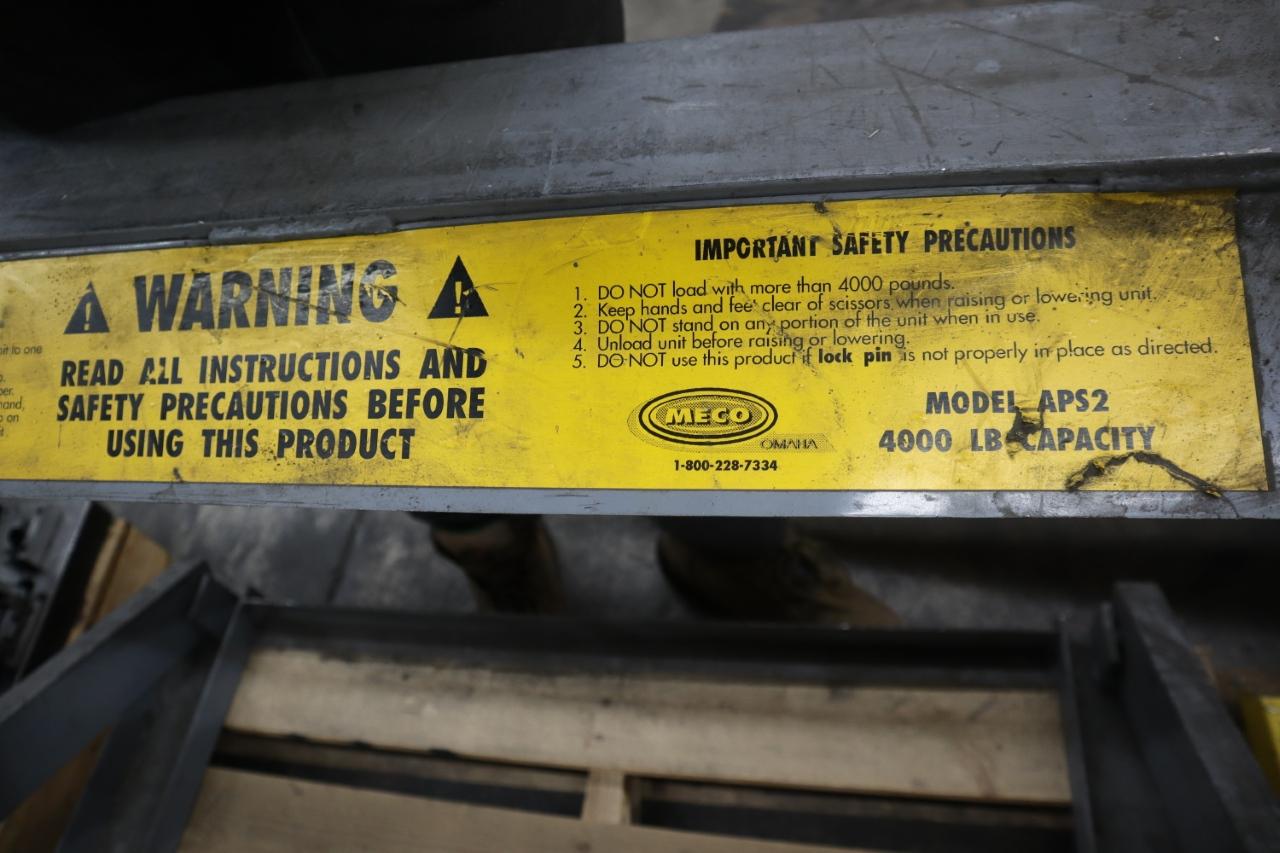 nit to one
WARNING
READ ALL INSTRUCTIONS AND
SAFETY PRECAUTIONS BEFORE
USING THIS PRODUCT
IMPORTANT SAFETY PRECAUTIONS
1. DO NOT load with more than 4000 pounds.
2. Keep hands and feet clear of scissors when raising or lowering unit.
3. DO NOT stand on any portion of the unit when in use.
4. Unload unit before raising or lowering.
5. DO NOT use this product if lock pin is not properly in place as directed.
MECO
OMAHA
1-800-228-7334
MODEL APS2
4000 LB CAPACITY